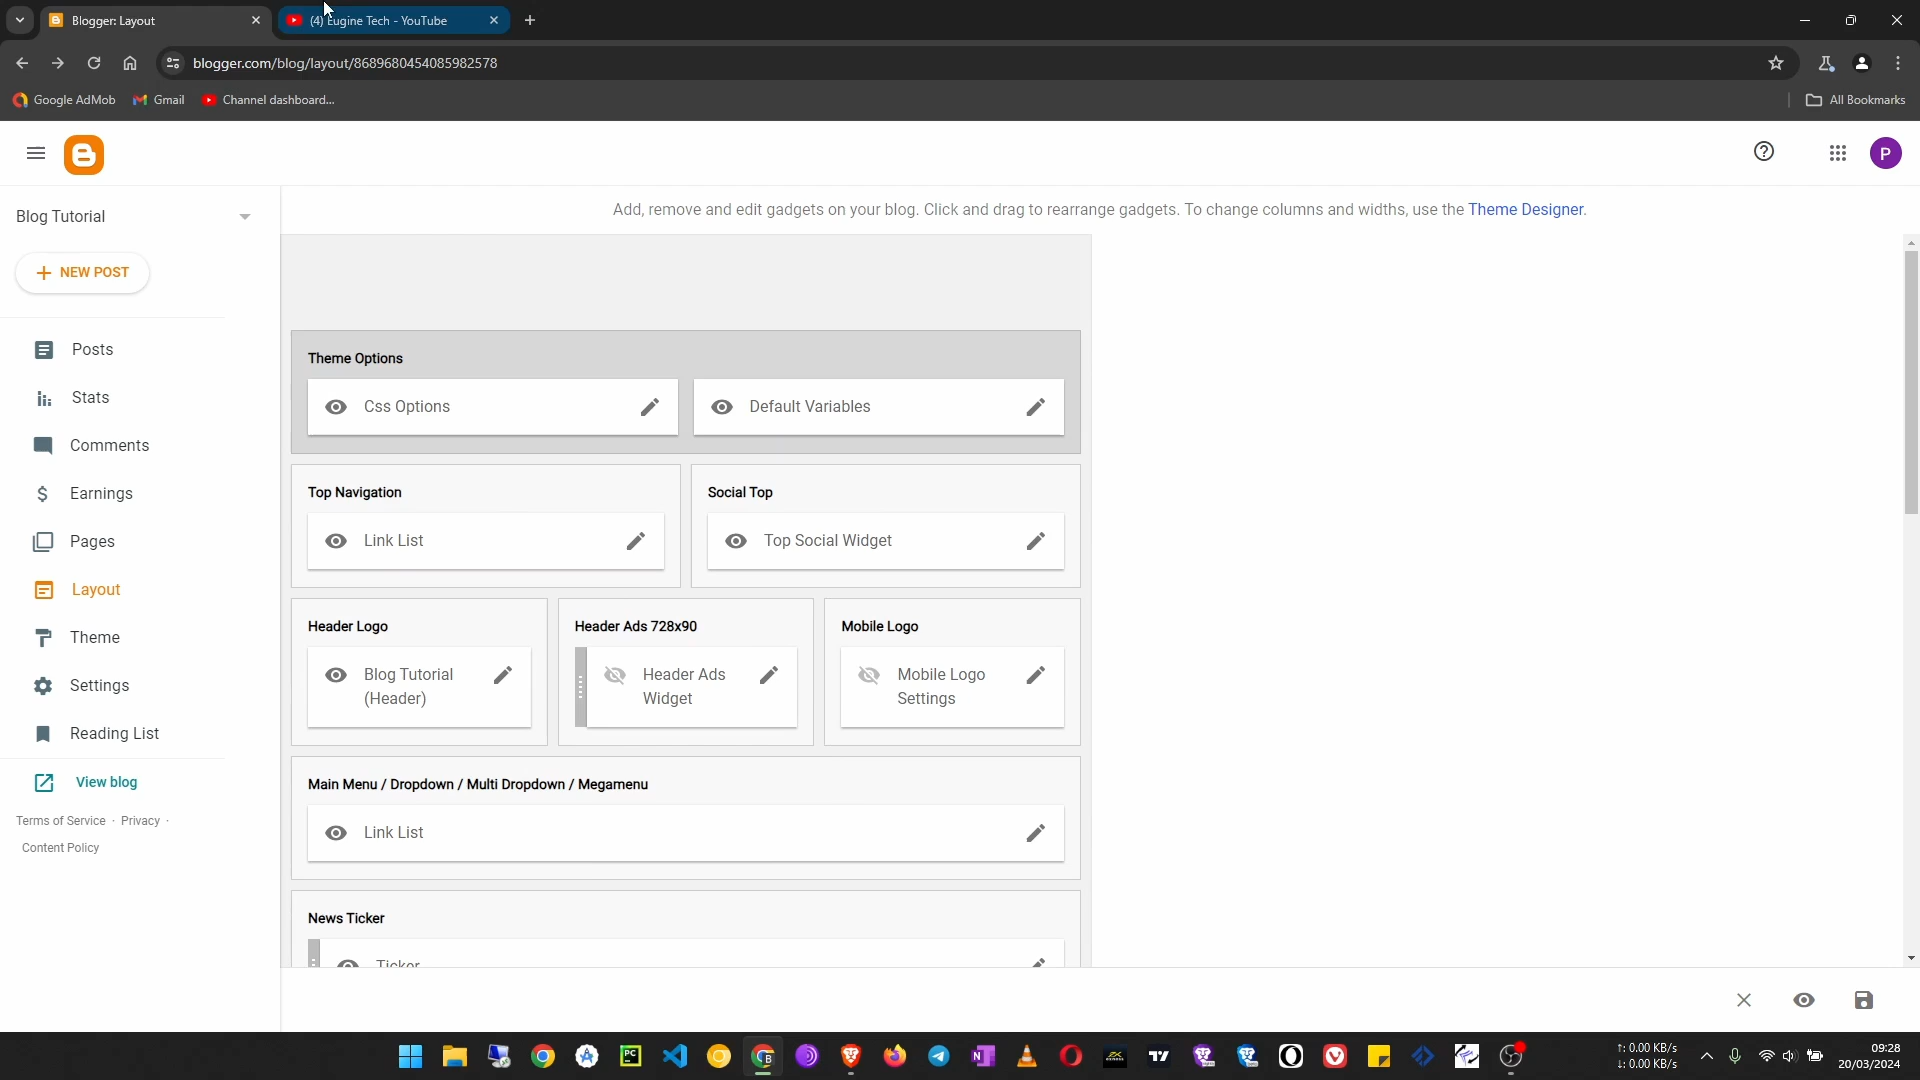 Blogger: Layout
(4) Eugine Tech - YouTube
blogger.com/blog/layout/8689680454085982578
Google AdMob
Gmail
Channel dashboard...
All Bookmarks
P
Blog Tutorial
Add, remove and edit gadgets on your blog. Click and drag to rearrange gadgets. To change columns and widths, use the Theme Designer.
NEW POST
Posts
Stats
Comments
Earnings
Pages
Layout
Theme
Settings
Reading List
View blog
Terms of Service · Privacy ·
Content Policy
Theme Options
Css Options
Default Variables
Top Navigation
Link List
Social Top
Top Social Widget
Header Logo
Blog Tutorial
(Header)
Header Ads 728x90
Header Ads
Widget
Mobile Logo
Mobile Logo
Settings
Main Menu / Dropdown / Multi Dropdown / Megamenu
Link List
News Ticker
Ticker
↑: 0.00 KB/s
↓: 0.00 KB/s
09:28
20/03/2024